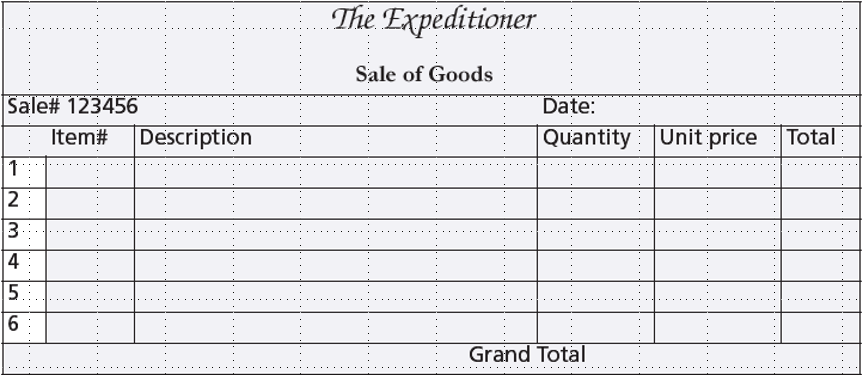 The Expeditioner
Sale of Goods
Sale# 123456 Date:
Item# Description Quantity Unit price Total
1
2
3
4
5
6
Grand Total